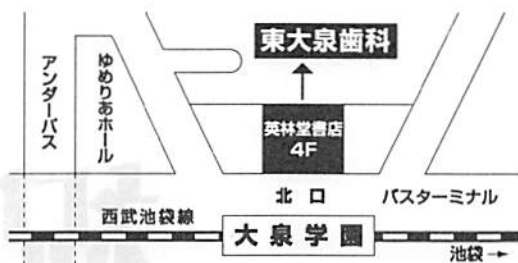 東大泉歯科
アンダーパス
ゆめりあホール
英林堂書店
4F
北口
バスターミナル
西武池袋線
大泉学園
池袋→